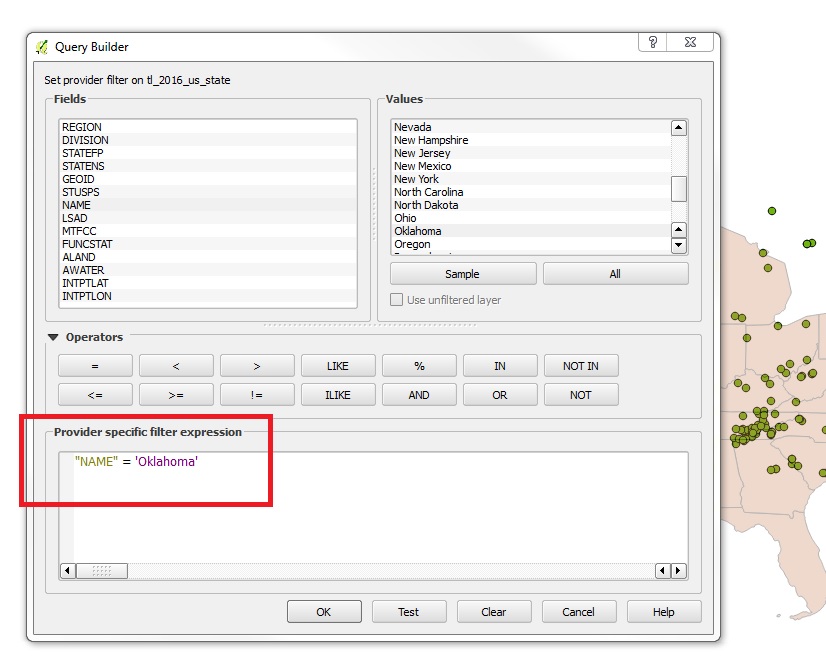 Query Builder
?
Set provider filter on tl_2016_us_state
Fields
REGION
DIVISION
STATEFP
STATENS
GEOID
STUSPS
NAME
LSAD
MTFCC
FUNCSTAT
ALAND
AWATER
INTPTLAT
INTPTLON
Values
Nevada
New Hampshire
New Jersey
New Mexico
New York
North Carolina
North Dakota
Ohio
Oklahoma
Oregon
Sample All
Use unfiltered layer
Operators
= < > LIKE % IN NOT IN
<= >= != ILIKE AND OR NOT
Provider specific filter expression
"NAME" = 'Oklahoma'
OK Test Clear Cancel Help